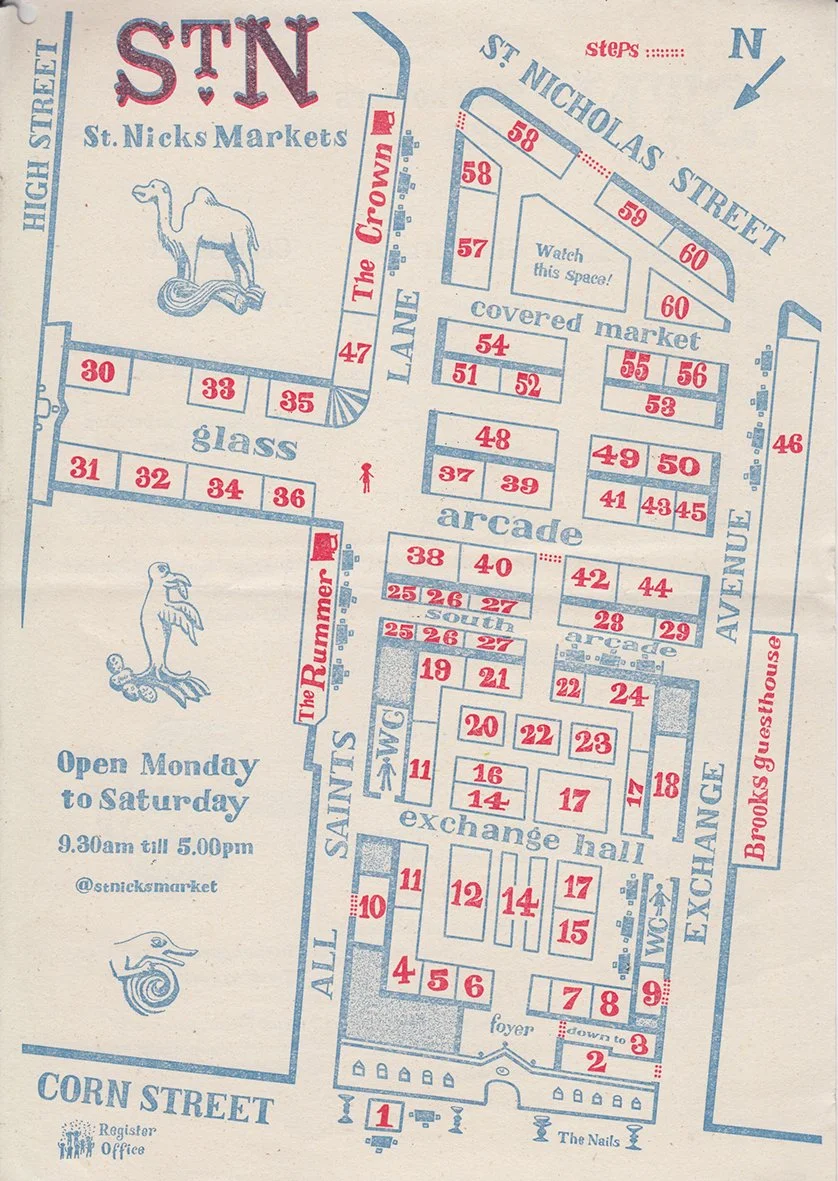 STN
St. Nicks Markets
HIGH STREET
steps
N
ST. NICHOLAS STREET
The Crown
LANE
58
58
59
60
57
Watch
this space!
60
covered market
47
54
51
52
55
56
53
46
30
33
35
glass
31
32
34
36
48
37
39
49
50
41
43
45
arcade
AVENUE
38
40
42
44
25
26
27
28
29
south
arcade
25
26
27
The Rummer
19
21
22
24
WC
20
22
23
11
16
14
17
17
18
Brooks guesthouse
exchange hall
SAINTS
EXCHANGE
Open Monday
to Saturday
9.30am till 5.00pm
@stnicksmarket
11
12
14
17
15
10
WC
ALL
4
5
6
7
8
9
foyer
down to
3
2
CORN STREET
Register
Office
1
The Nails